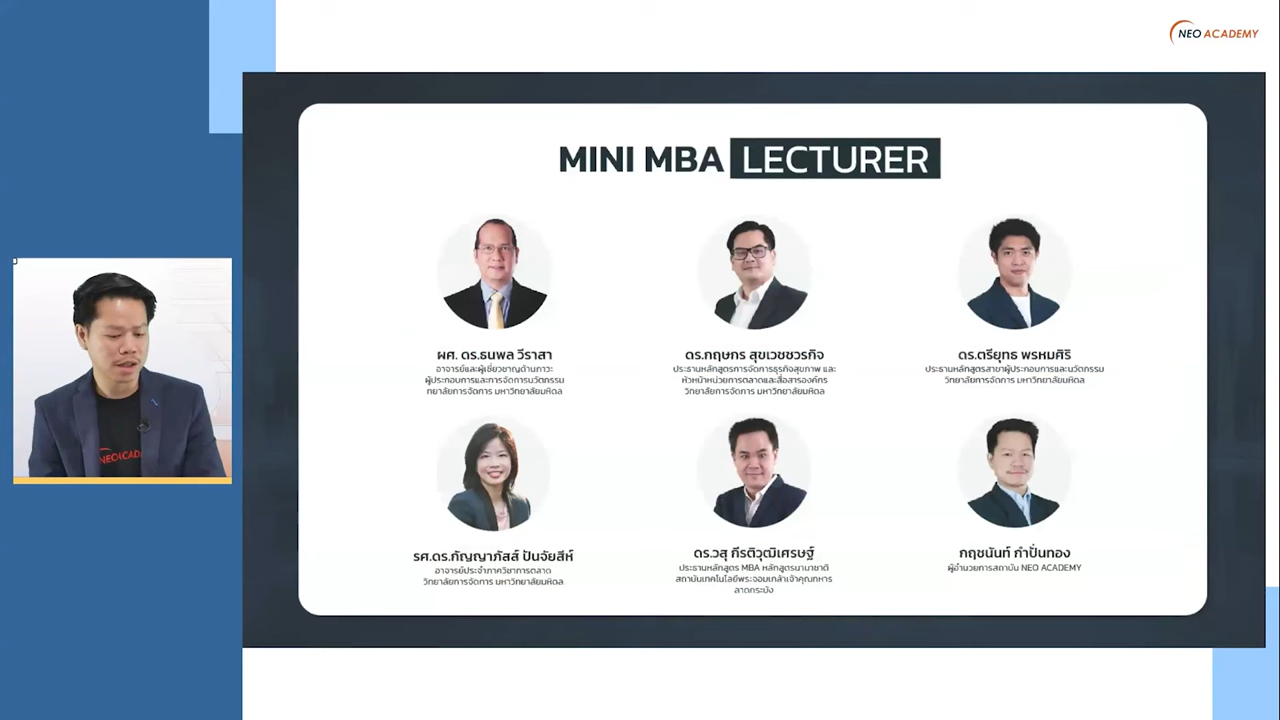 NEO ACADEMY
MINI MBA LECTURER
ผศ. ดร.ธนพล วีราสา
อาจารย์และผู้เชี่ยวชาญด้านภาวะ
ผู้ประกอบการและการจัดการนวัตกรรม
ทยาลัยการจัดการ มหาวิทยาลัยมหิดล
ดร.กฤษกร สุขเวชชวรกิจ
ประธานหลักสูตรการจัดการธุรกิจสุขภาพ และ
หัวหน้าหน่วยการตลาดและสื่อสารองค์กร
วิทยาลัยการจัดการ มหาวิทยาลัยมหิดล
ดร.ตรียุทธ พรหมศิริ
ประธานหลักสูตรสาขาผู้ประกอบการและนวัตกรรม
วิทยาลัยการจัดการ มหาวิทยาลัยมหิดล
รศ.ดร.กัญญาภัสส์ ปันจัยสีห์
อาจารย์ประจำภาควิชาการตลาด
วิทยาลัยการจัดการ มหาวิทยาลัยมหิดล
ดร.วสุ กีรติวุฒิเศรษฐ์
ประธานหลักสูตร MBA หลักสูตรนานาชาติ
สถาบันเทคโนโลยีพระจอมเกล้าเจ้าคุณทหาร
ลาดกระบัง
กฤชนันท์ กำปั่นทอง
ผู้อำนวยการสถาบัน NEO ACADEMY